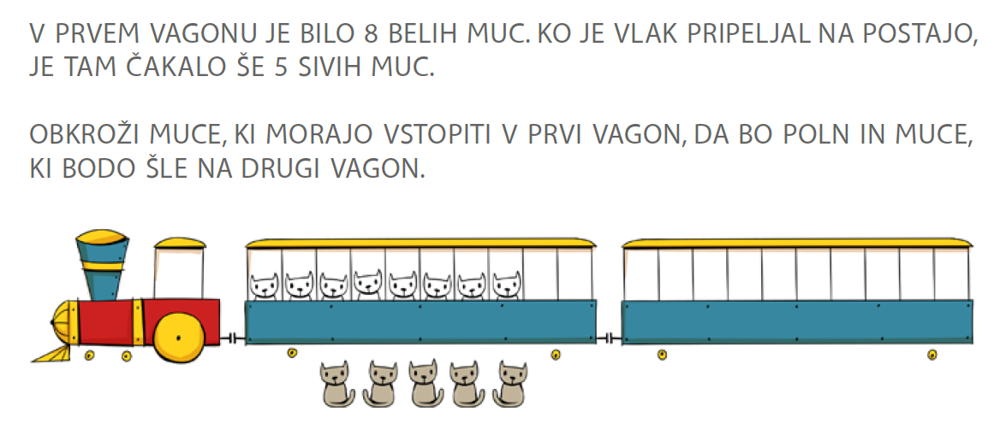 V PRVEM VAGONU JE BILO 8 BELIH MUC. KO JE VLAK PRIPELJAL NA POSTAJO,
JE TAM ČAKALO ŠE 5 SIVIH MUC.
OBKROŽI MUCE, KI MORAJO VSTOPITI V PRVI VAGON, DA BO POLN IN MUCE,
KI BODO ŠLE NA DRUGI VAGON.